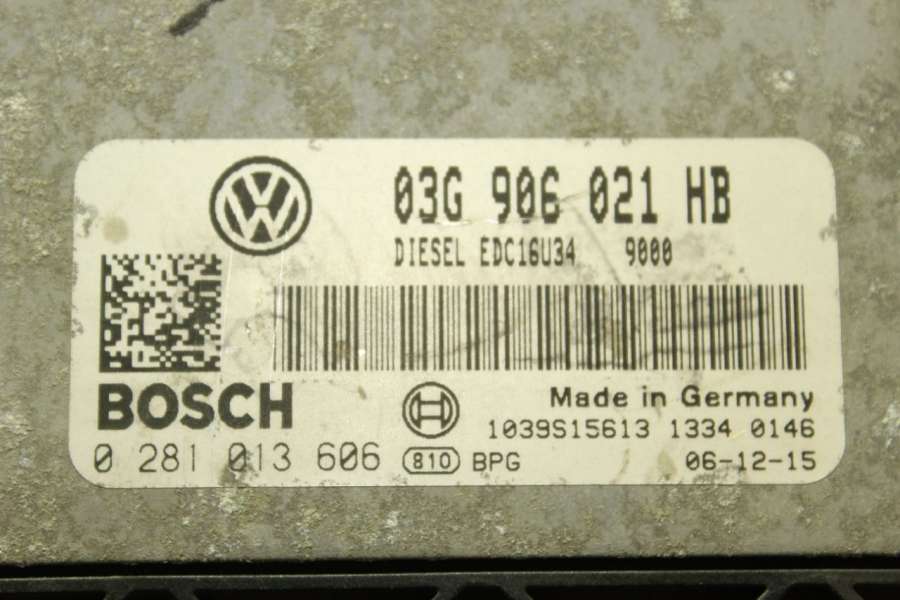 03G 906 021 HB
DIESEL EDC16U34 9000
BOSCH
Made in Germany
1039S15613 1334 0146
0 281 013 606 810 BPG 06-12-15